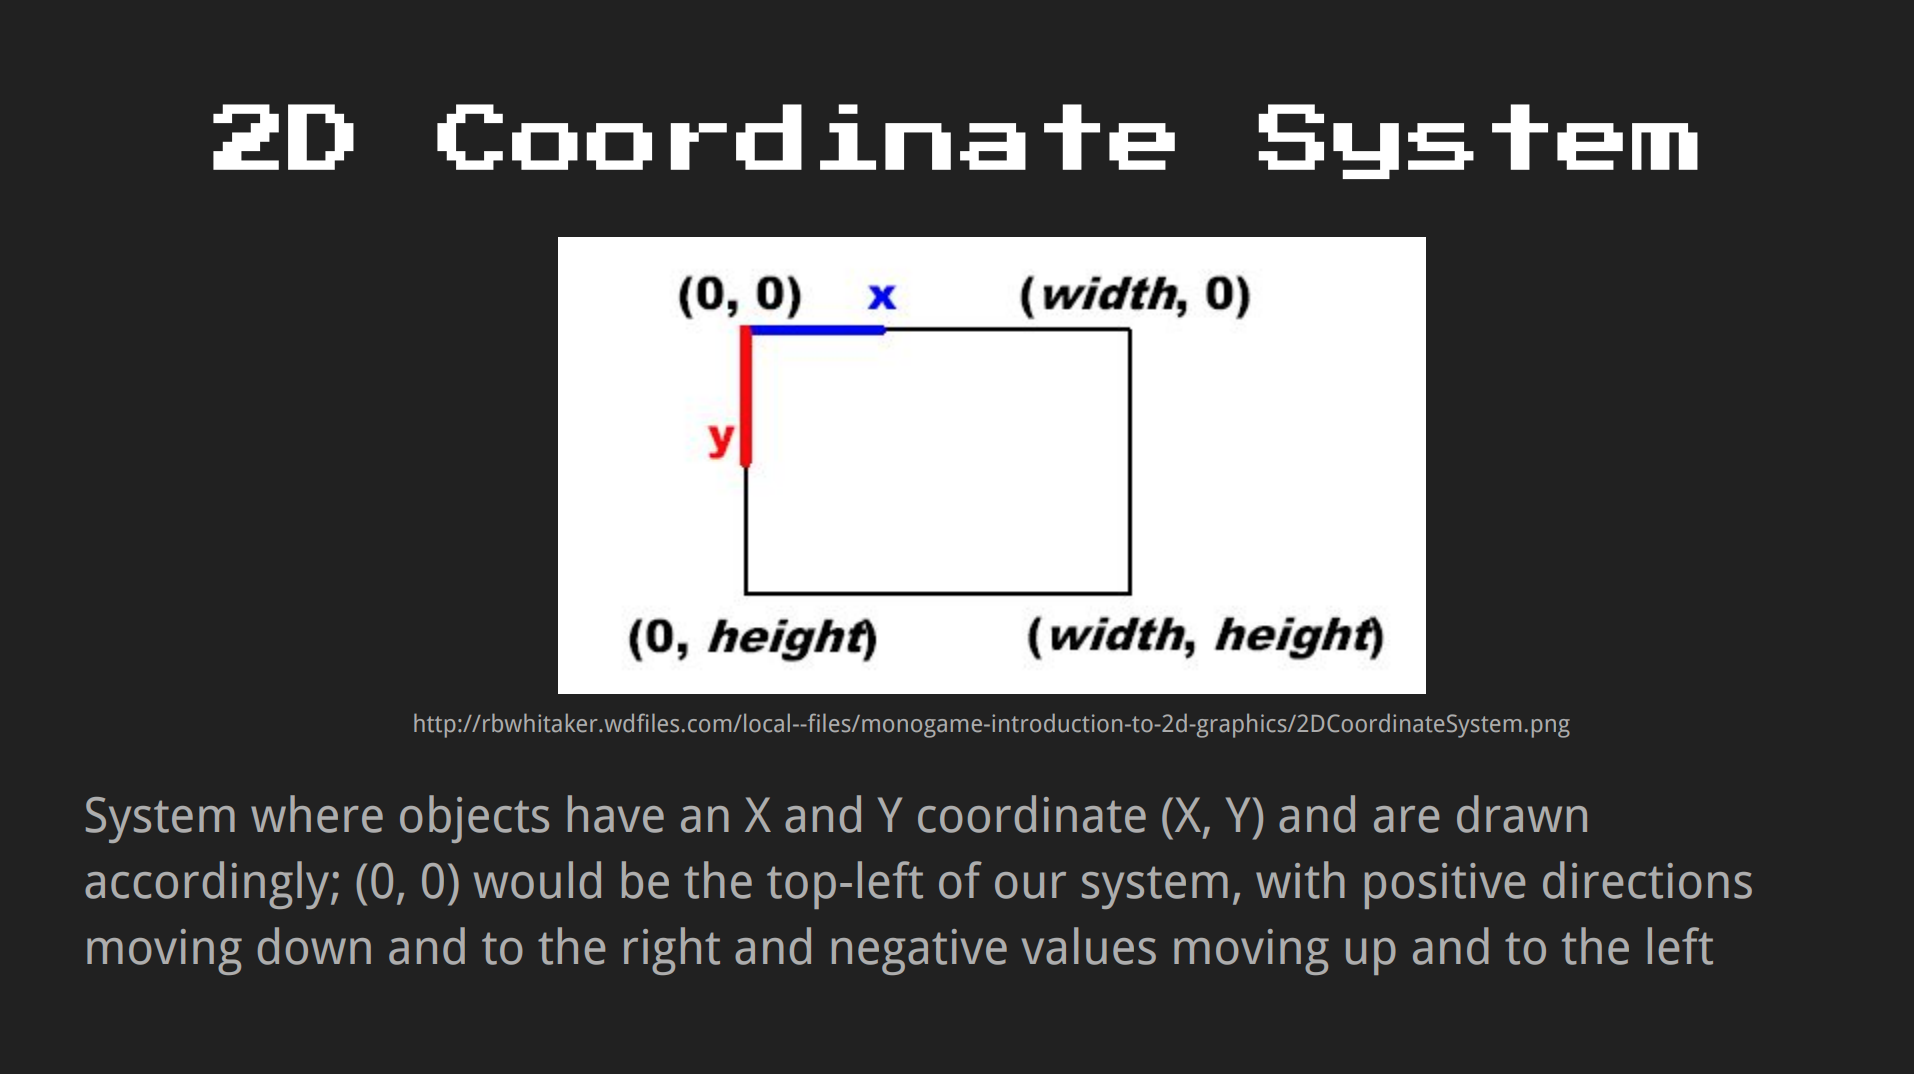 2D Coordinate System
(0, 0) x (width, 0)
y
(0, height) (width, height)
http://rbwhitaker.wdfiles.com/local--files/monogame-introduction-to-2d-graphics/2DCoordinateSystem.png
System where objects have an X and Y coordinate (X, Y) and are drawn
accordingly; (0, 0) would be the top-left of our system, with positive directions
moving down and to the right and negative values moving up and to the left